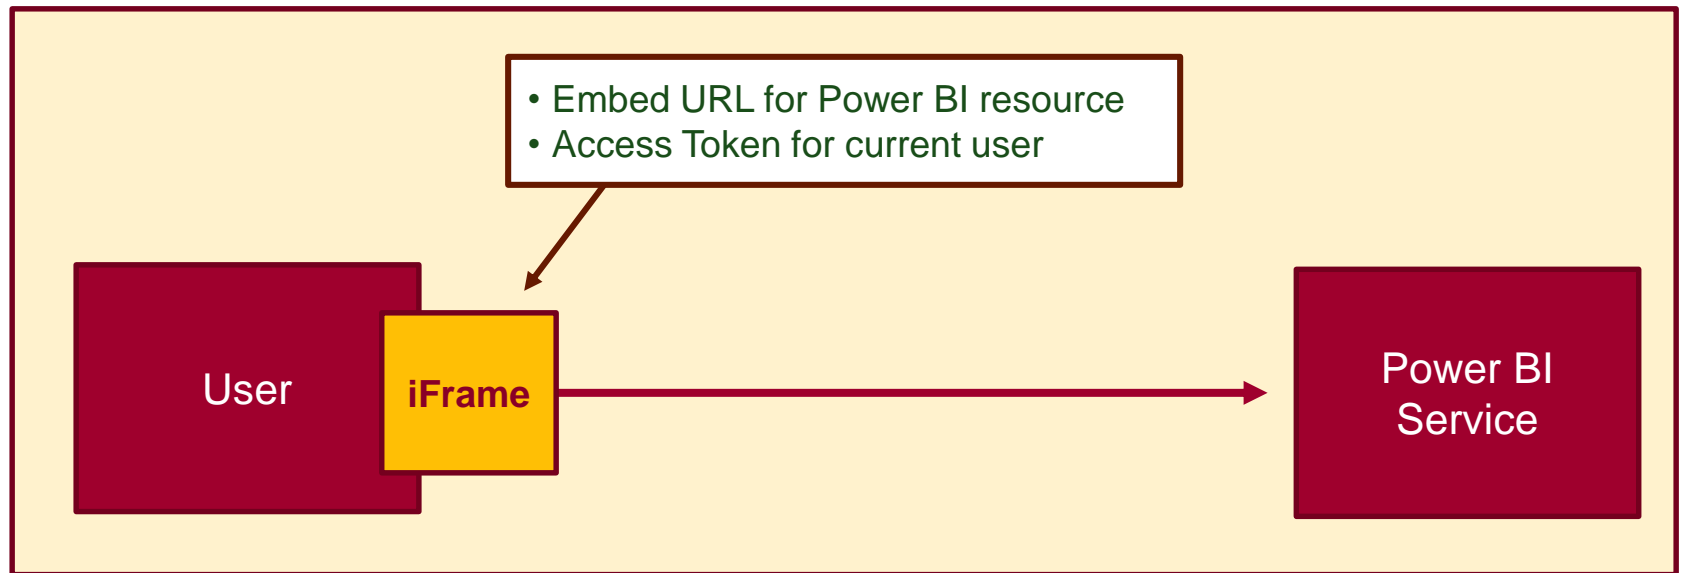 • Embed URL for Power BI resource
• Access Token for current user
User
iFrame
Power BI
Service